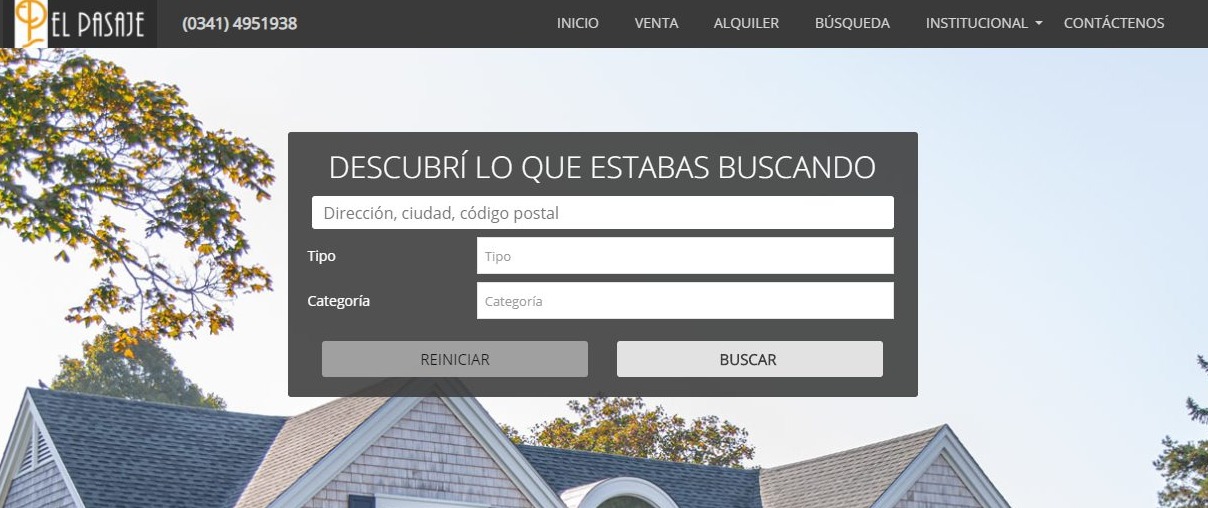 EL PASAJE (0341) 4951938 INICIO VENTA ALQUILER BÚSQUEDA INSTITUCIONAL CONTÁCTENOS
DESCUBRÍ LO QUE ESTABAS BUSCANDO
Dirección, ciudad, código postal
Tipo Tipo
Categoría Categoría
REINICIAR BUSCAR